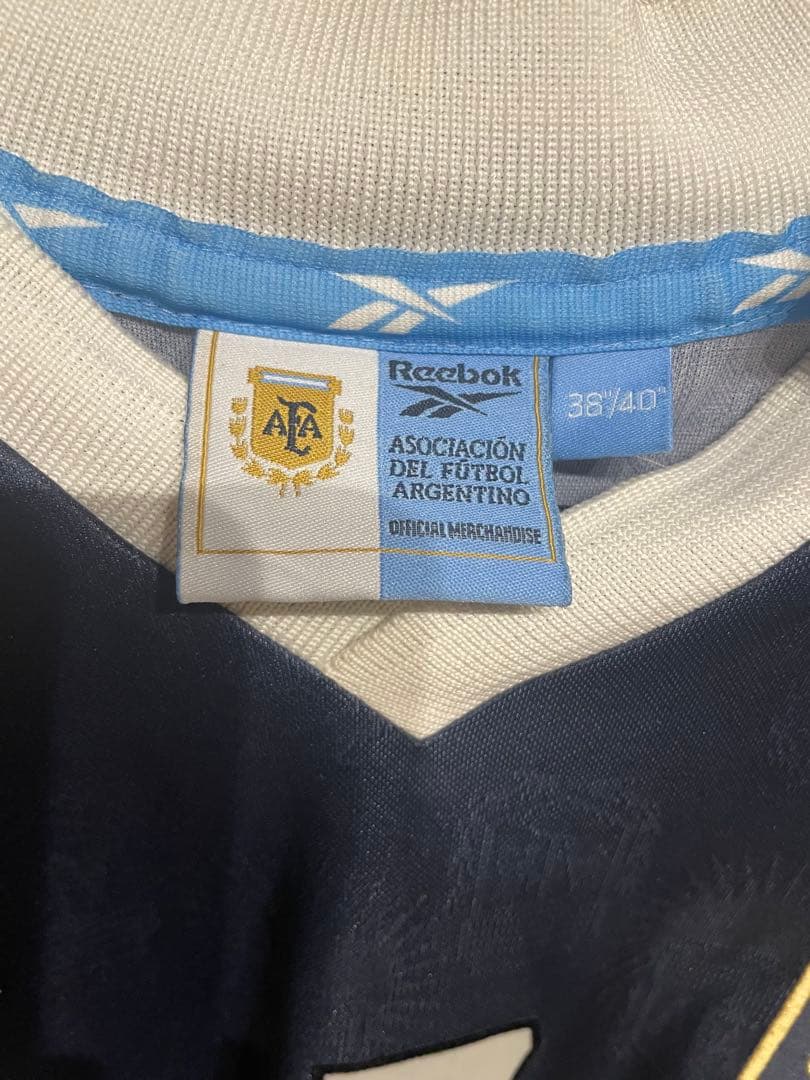 AFA
Reebok
ASOCIACIÓN
DEL FÚTBOL
ARGENTINO
OFFICIAL MERCHANDISE
38"/40"